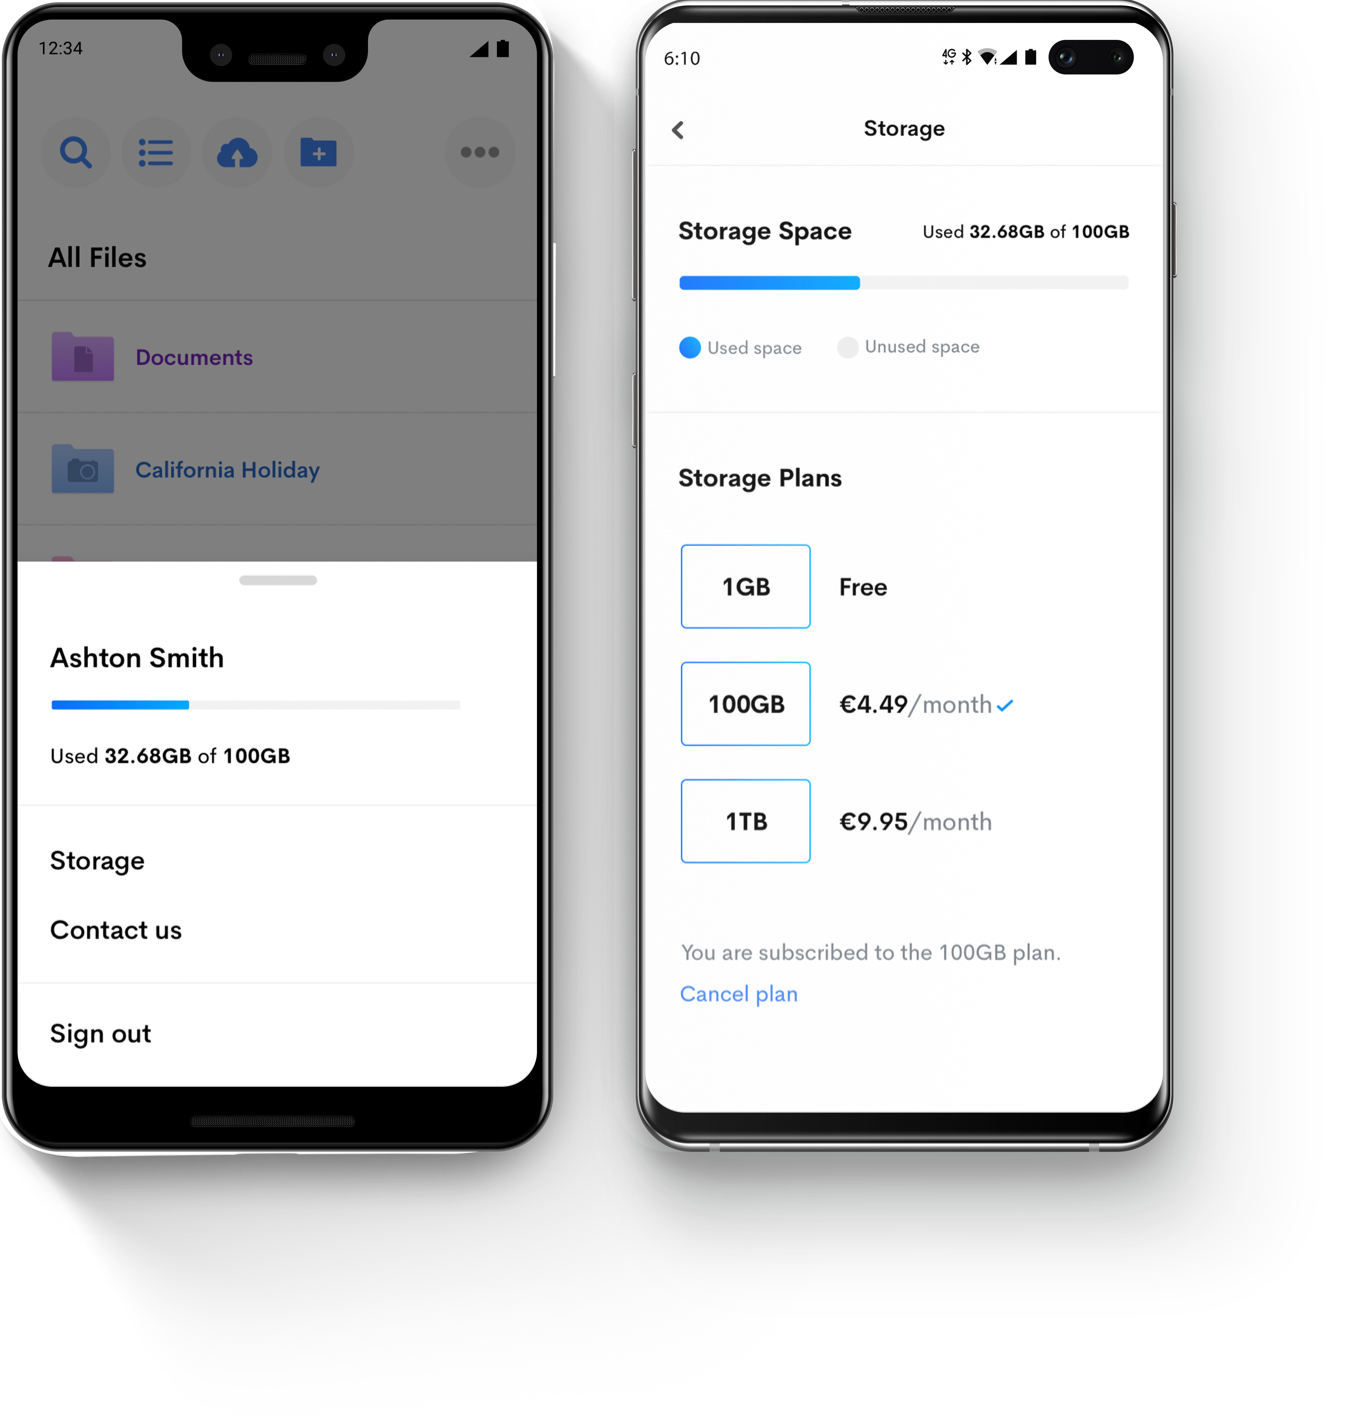 12:34
All Files
Documents
California Holiday
Ashton Smith
Used 32.68GB of 100GB
Storage
Contact us
Sign out
6:10
4G
Storage
Storage Space
Used 32.68GB of 100GB
Used space
Unused space
Storage Plans
1GB
Free
100GB
€4.49/month
1TB
€9.95/month
You are subscribed to the 100GB plan.
Cancel plan